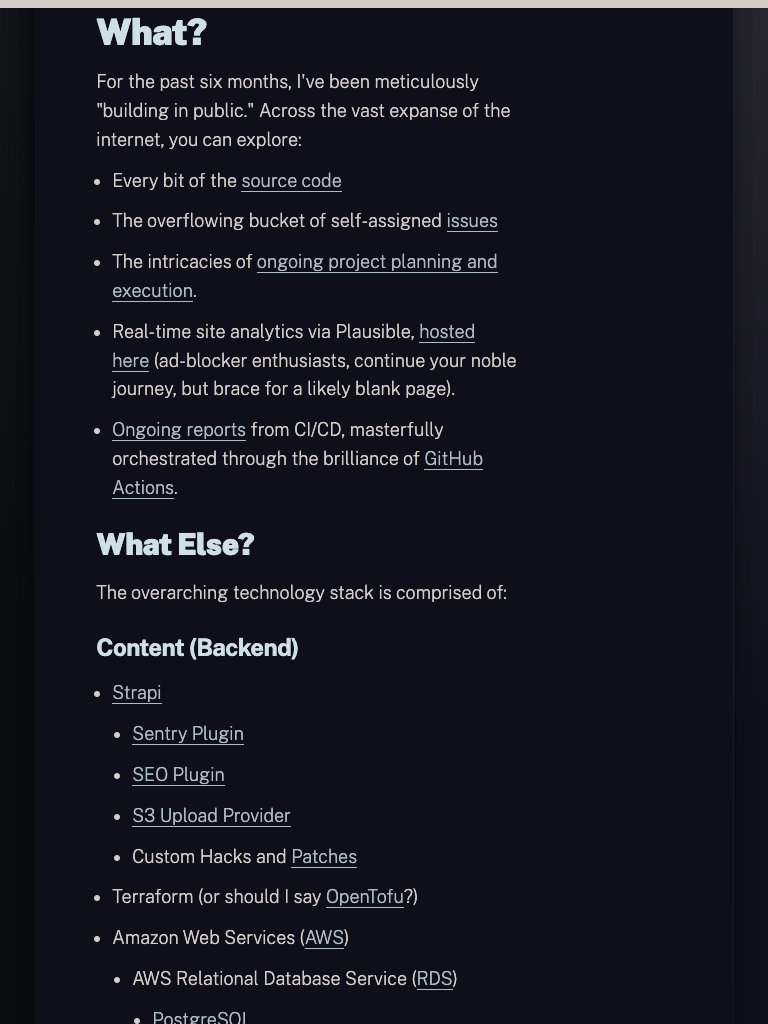 What?
For the past six months, I've been meticulously
"building in public." Across the vast expanse of the
internet, you can explore:
• Every bit of the source code
• The overflowing bucket of self-assigned issues
• The intricacies of ongoing project planning and
execution.
• Real-time site analytics via Plausible, hosted
here (ad-blocker enthusiasts, continue your noble
journey, but brace for a likely blank page).
• Ongoing reports from CI/CD, masterfully
orchestrated through the brilliance of GitHub
Actions.
What Else?
The overarching technology stack is comprised of:
Content (Backend)
• Strapi
• Sentry Plugin
• SEO Plugin
• S3 Upload Provider
• Custom Hacks and Patches
• Terraform (or should I say OpenTofu?)
• Amazon Web Services (AWS)
• AWS Relational Database Service (RDS)
• PostgreSQL